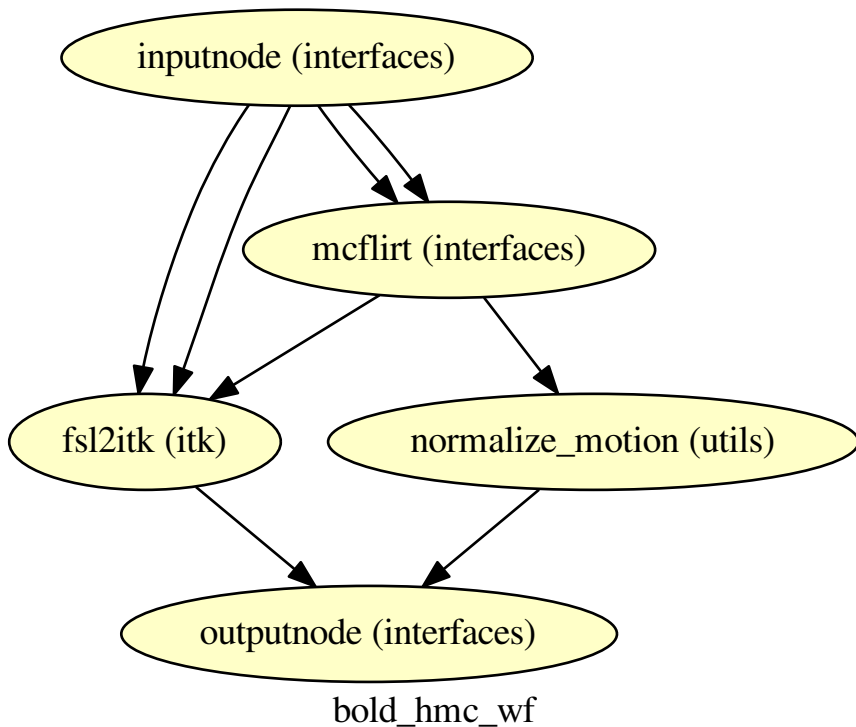 inputnode (interfaces)
mcflirt (interfaces)
fsl2itk (itk)
normalize_motion (utils)
outputnode (interfaces)
bold_hmc_wf